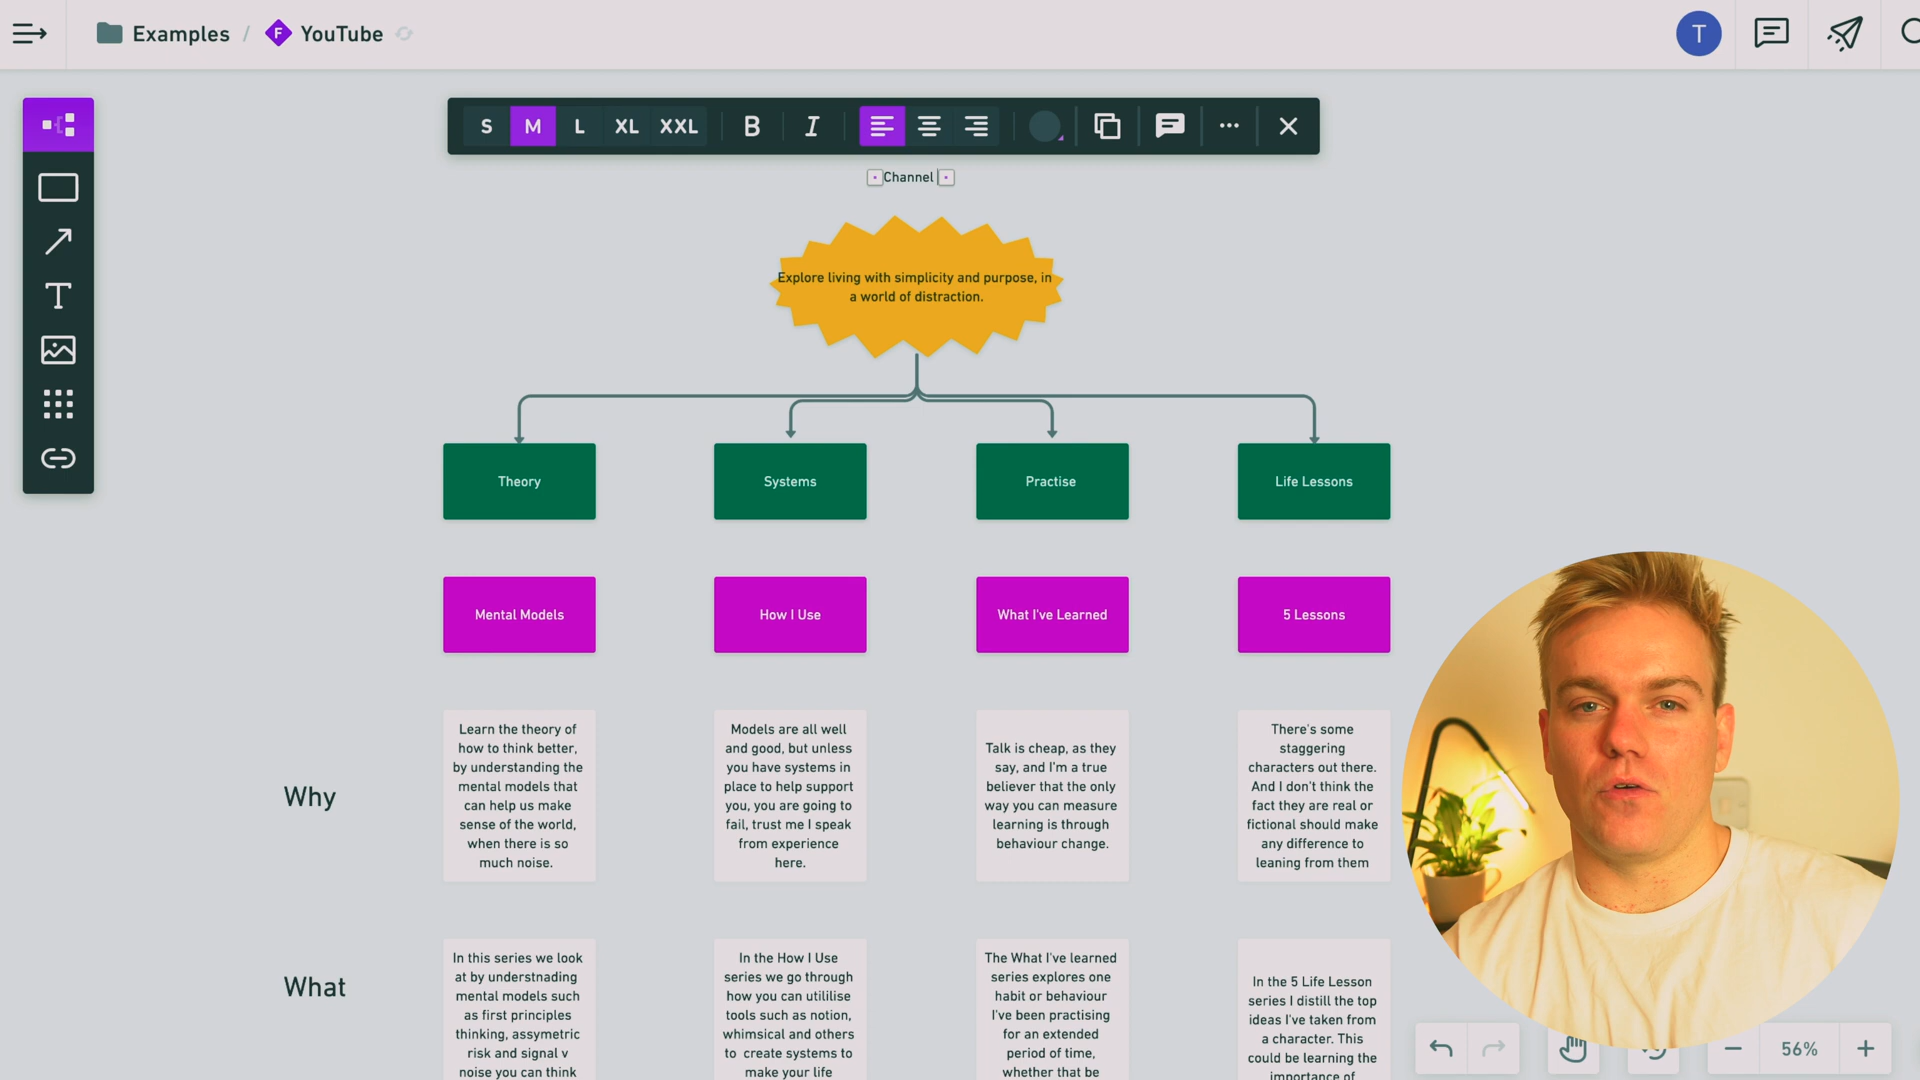 Examples / F YouTube
T
S M L XL XXL B I
Channel
Explore living with simplicity and purpose, in
a world of distraction.
Theory
Systems
Practise
Life Lessons
Mental Models
How I Use
What I've Learned
5 Lessons
Why
Learn the theory of
how to think better,
by understanding the
mental models that
can help us make
sense of the world,
when there is so
much noise.
Models are all well
and good, but unless
you have systems in
place to help support
you, you are going to
fail, trust me I speak
from experience
here.
Talk is cheap, as they
say, and I'm a true
believer that the only
way you can measure
learning is through
behaviour change.
There's some
staggering
characters out there.
And I don't think the
fact they are real or
fictional should make
any difference to
leaning from them
What
In this series we look
at by understnading
mental models such
as first principles
thinking, assymetric
risk and signal v
noise you can think
In the How I Use
series we go through
how you can utililise
tools such as notion,
whimsical and others
to create systems to
make your life
The What I've learned
series explores one
habit or behaviour
I've been practising
for an extended
period of time,
whether that be
In the 5 Life Lesson
series I distill the top
ideas I've taken from
a character. This
could be learning the
importance of
56%